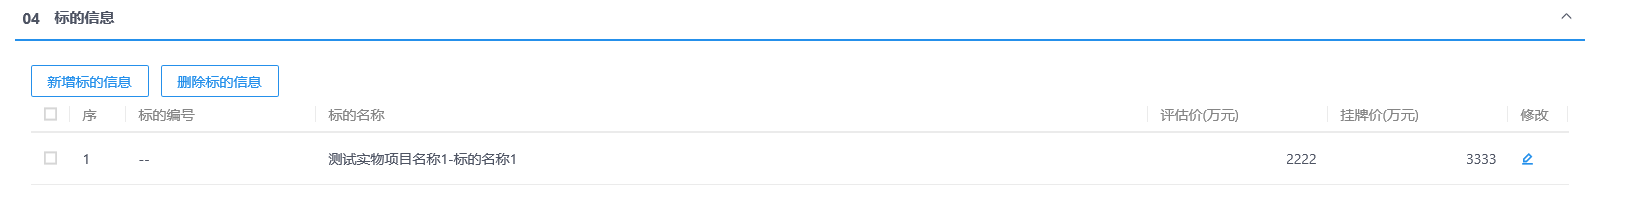 04 标的信息
新增标的信息 删除标的信息
序 标的编号 标的名称 评估价(万元) 挂牌价(万元) 修改
1 -- 测试实物项目名称1-标的名称1 2222 3333